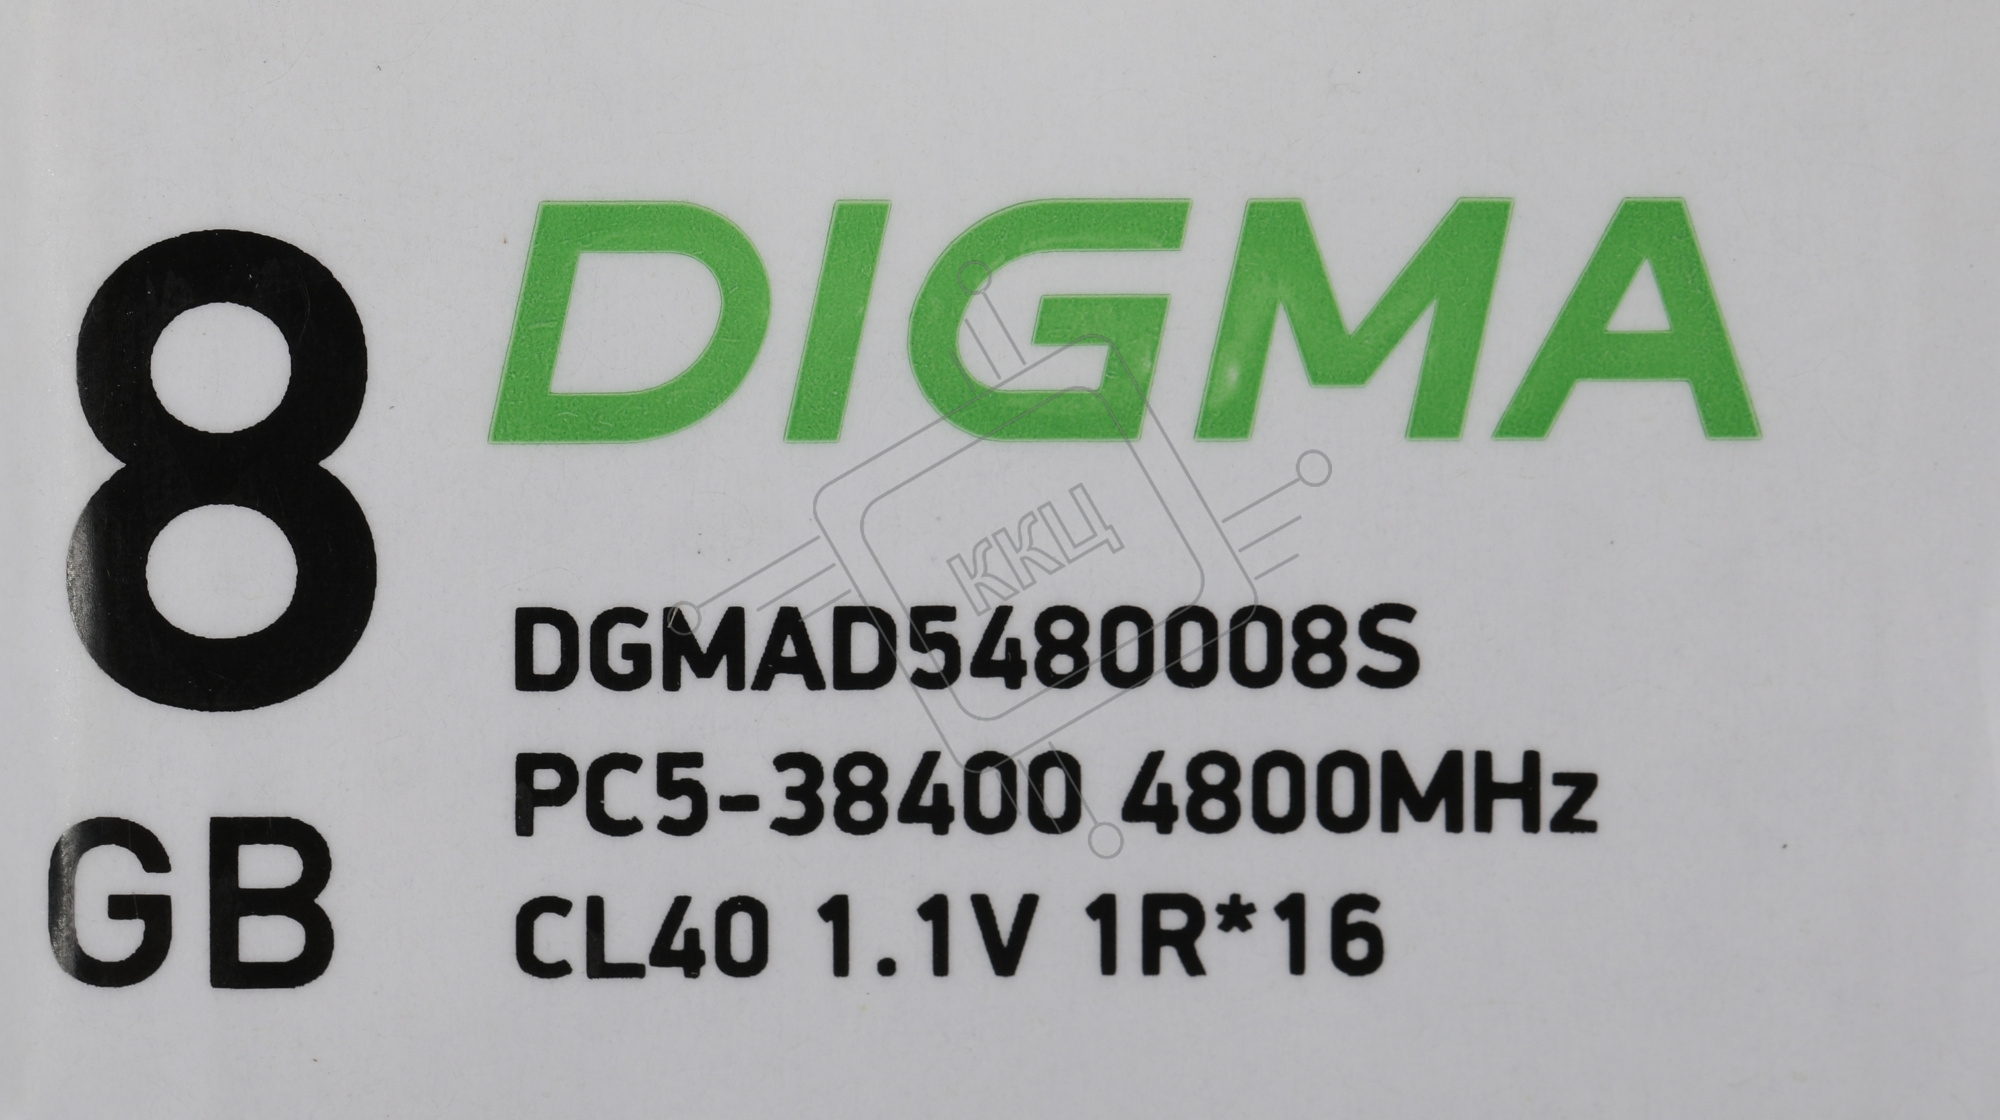 8
GB
DIGMA
DGMAD5480008S
PC5-38400 4800MHz
CL40 1.1V 1R*16
ККЦ